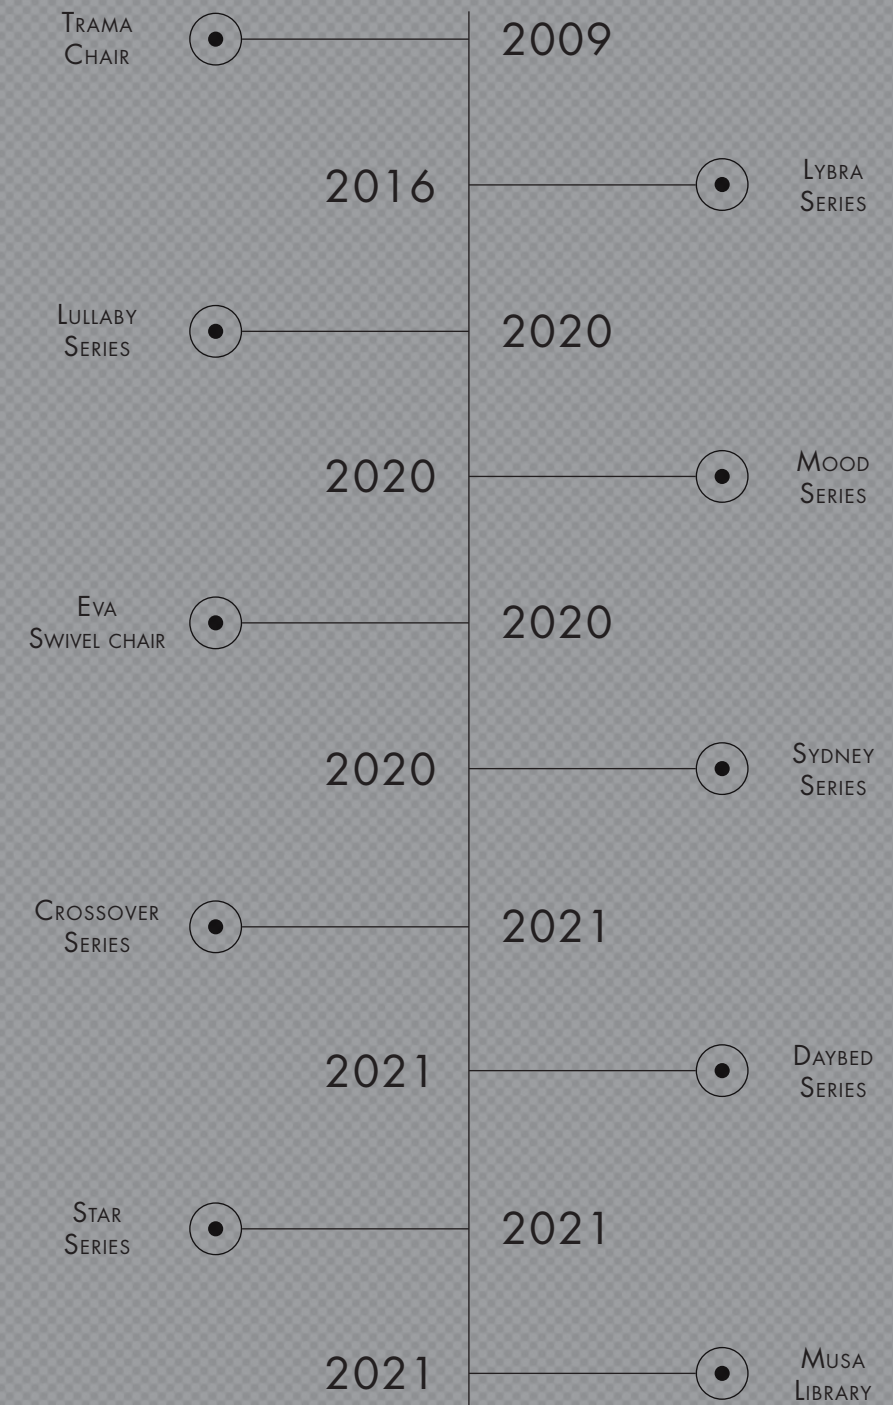 Trama
Chair
2009
2016
Lybra
Series
Lullaby
Series
2020
2020
Mood
Series
Eva
Swivel chair
2020
2020
Sydney
Series
Crossover
Series
2021
2021
Daybed
Series
Star
Series
2021
2021
Musa
Library